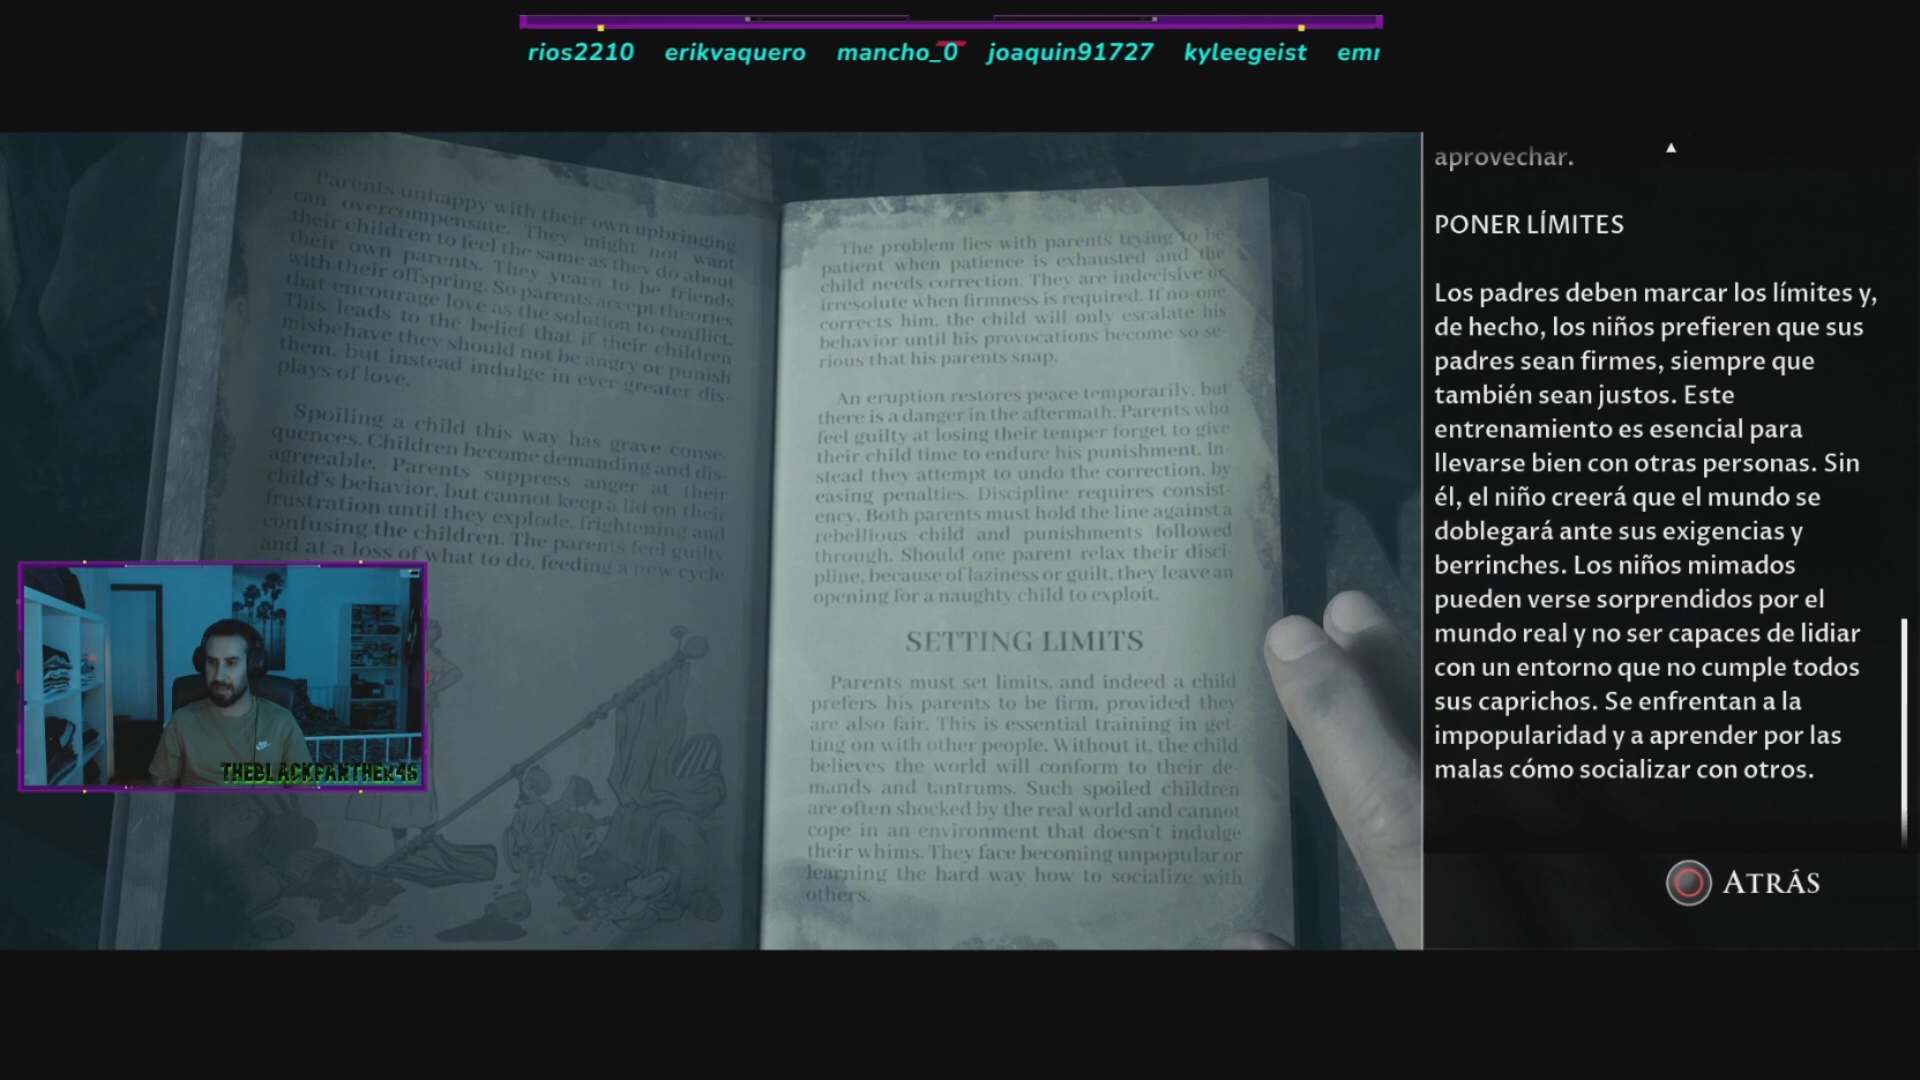 rios2210 erikvaquero mancho_0 joaquin91727 kyleegeist emr
Parents unhappy with their own upbringing
can overcompensate. They might not want
their children to feel the same as they do about
their own parents. They yearn to be friends
with their offspring. So parents accept theories
that encourage love as the solution to conflict.
This leads to the belief that if their children
misbehave they should not be angry or punish
them, but instead indulge in ever greater dis-
plays of love.
Spoiling a child this way has grave conse-
quences. Children become demanding and dis-
agreeable. Parents suppress anger at their
child's behavior, but cannot keep a lid on their
frustration until they explode, frightening and
confusing the children. The parents feel guilty
and at a loss of what to do, feeding a new cycle
The problem lies with parents trying to be
patient when patience is exhausted and the
child needs correction. They are indecisive or
irresolute when firmness is required. If no-one
corrects him, the child will only escalate his
behavior until his provocations become so se-
rious that his parents snap.
An eruption restores peace temporarily, but
there is a danger in the aftermath. Parents who
feel guilty at losing their temper forget to give
their child time to endure his punishment. In-
stead they attempt to undo the correction, by
easing penalties. Discipline requires consist-
ency. Both parents must hold the line against a
rebellious child and punishments followed
through. Should one parent relax their disci-
pline, because of laziness or guilt, they leave an
opening for a naughty child to exploit.
SETTING LIMITS
Parents must set limits, and indeed a child
prefers his parents to be firm, provided they
are also fair. This is essential training in get-
ting on with other people. Without it, the child
believes the world will conform to their de-
mands and tantrums. Such spoiled children
are often shocked by the real world and cannot
cope in an environment that doesn't indulge
their whims. They face becoming unpopular or
learning the hard way how to socialize with
others.
aprovechar.
PONER LÍMITES
Los padres deben marcar los límites y,
de hecho, los niños prefieren que sus
padres sean firmes, siempre que
también sean justos. Este
entrenamiento es esencial para
llevarse bien con otras personas. Sin
él, el niño creerá que el mundo se
doblegará ante sus exigencias y
berrinches. Los niños mimados
pueden verse sorprendidos por el
mundo real y no ser capaces de lidiar
con un entorno que no cumple todos
sus caprichos. Se enfrentan a la
impopularidad y a aprender por las
malas cómo socializar con otros.
ATRÁS
THEBLACKPANTHER46